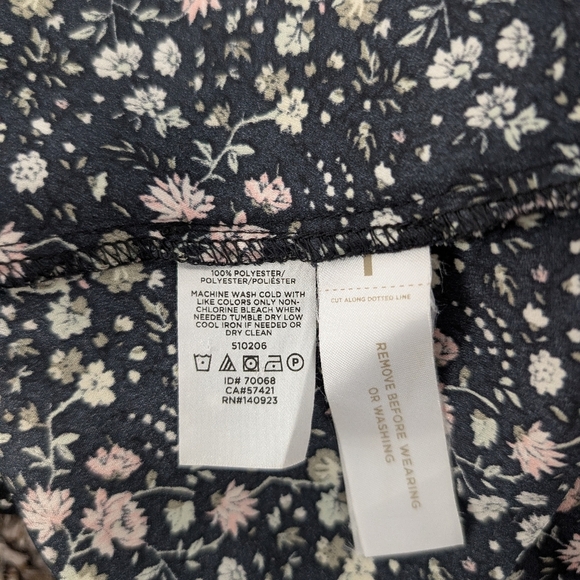 100% POLYESTER/
POLYESTER/POLIÉSTER
MACHINE WASH COLD WITH
LIKE COLORS ONLY NON-
CHLORINE BLEACH WHEN
NEEDED TUMBLE DRY LOW
COOL IRON IF NEEDED OR
DRY CLEAN
510206
P
ID# 70068
CA#57421
RN#140923
CUT ALONG DOTTED LINE
REMOVE BEFORE WEARING
OR WASHING